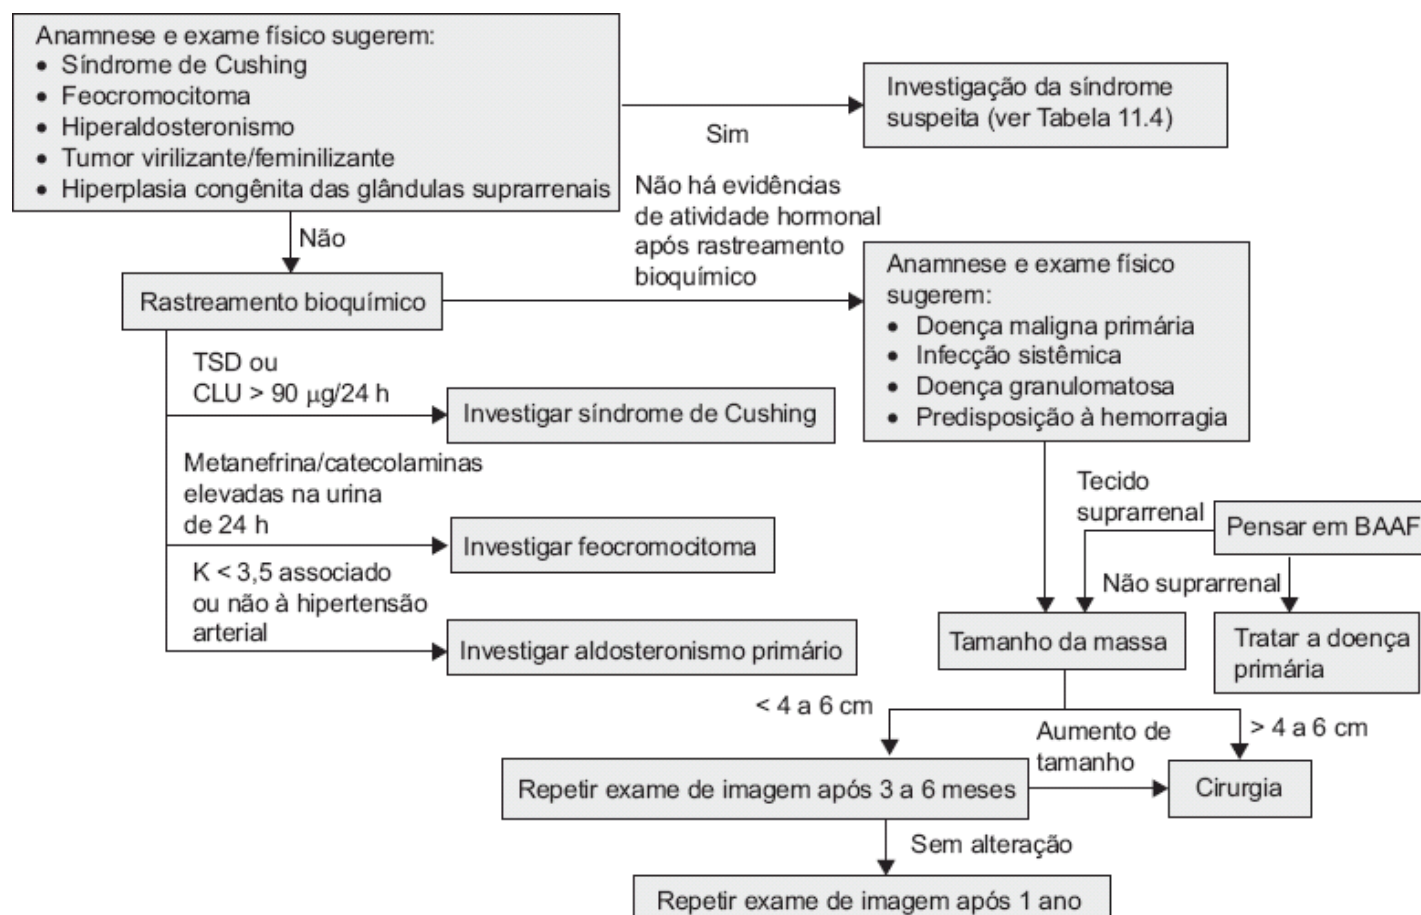 Anamnese e exame físico sugerem:
• Síndrome de Cushing
• Feocromocitoma
• Hiperaldosteronismo
• Tumor virilizante/feminilizante
• Hiperplasia congênita das glândulas suprarrenais
Sim
Investigação da síndrome
suspeita (ver Tabela 11.4)
Não
Não há evidências
de atividade hormonal
após rastreamento
bioquímico
Rastreamento bioquímico
Anamnese e exame físico
sugerem:
• Doença maligna primária
• Infecção sistêmica
• Doença granulomatosa
• Predisposição à hemorragia
TSD ou
CLU > 90 μg/24 h
Investigar síndrome de Cushing
Metanefrina/catecolaminas
elevadas na urina
de 24 h
Investigar feocromocitoma
K < 3,5 associado
ou não à hipertensão
arterial
Investigar aldosteronismo primário
Tecido
suprarrenal
Pensar em BAAF
Não suprarrenal
Tamanho da massa
Tratar a doença
primária
< 4 a 6 cm
> 4 a 6 cm
Aumento de
tamanho
Repetir exame de imagem após 3 a 6 meses
Cirurgia
Sem alteração
Repetir exame de imagem após 1 ano